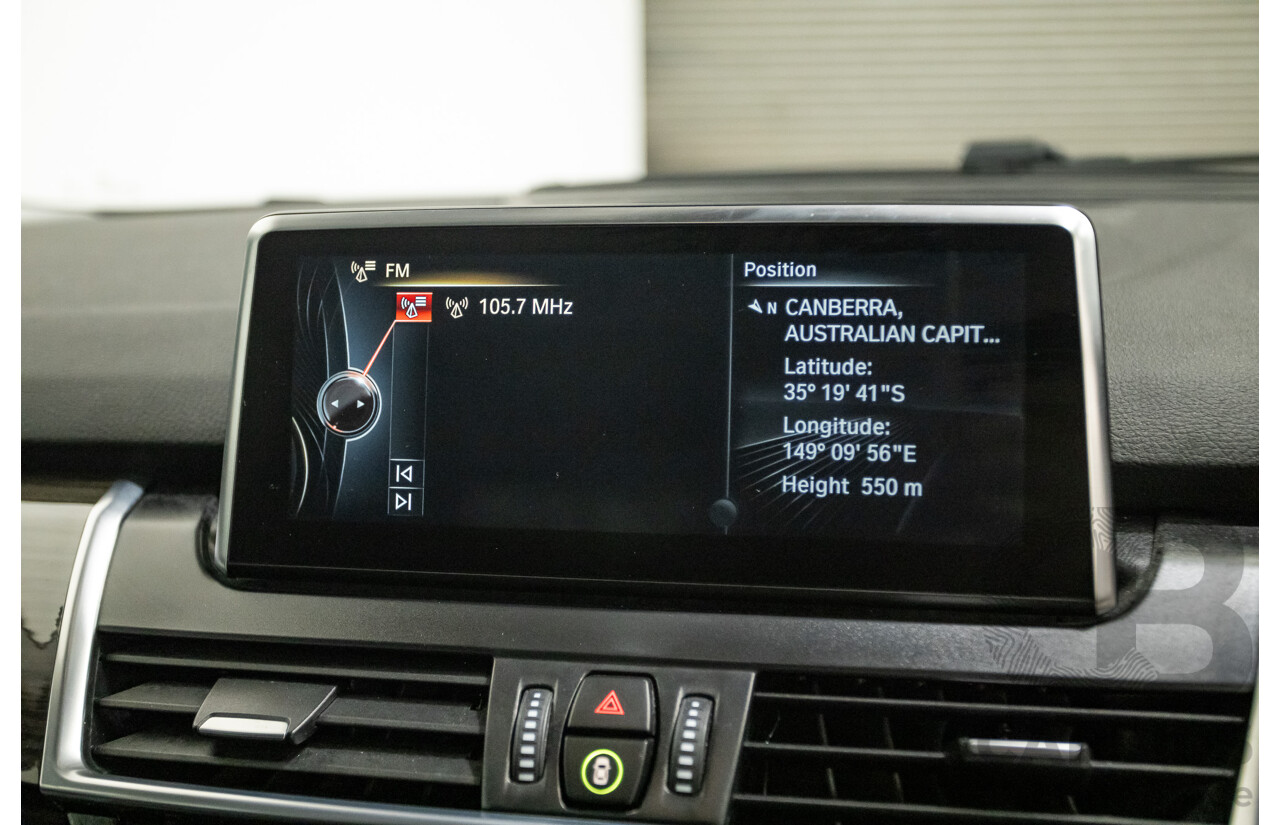 FM
105.7 MHz
Position
N CANBERRA,
AUSTRALIAN CAPIT...
Latitude:
35° 19' 41"S
Longitude:
149° 09' 56"E
Height 550 m
B